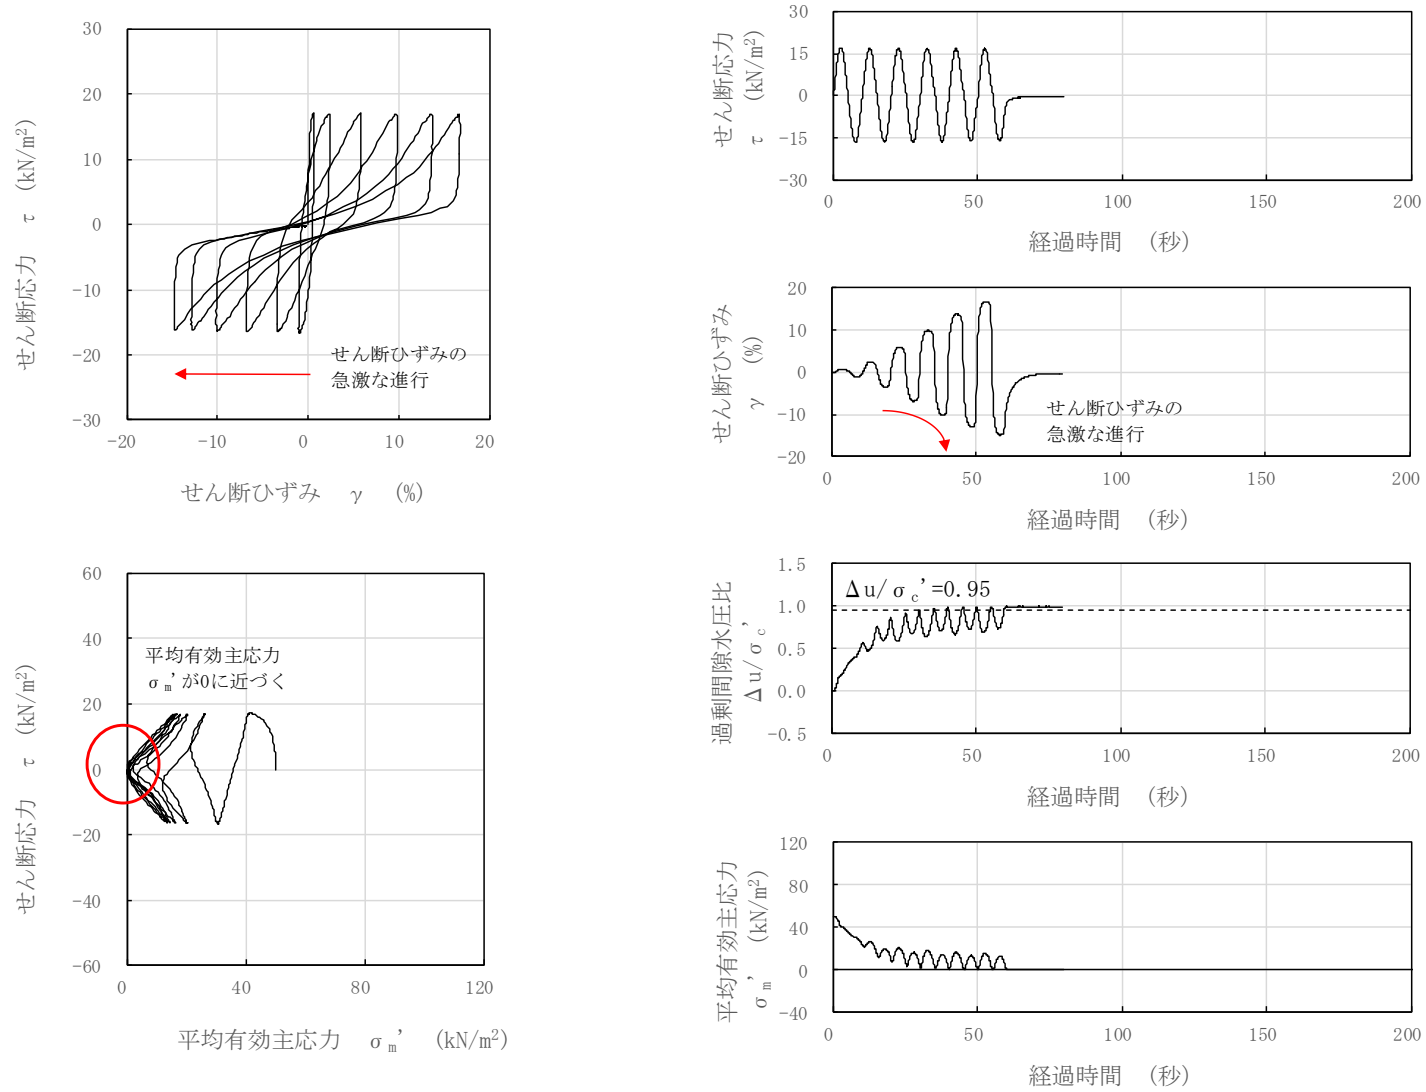 30
20
10
0
-10
-20
-30
せん断応力 τ (kN/m²)
せん断ひずみの
急激な進行
-20 -10 0 10 20
せん断ひずみ γ (%)
60
40
20
0
-20
-40
-60
せん断応力 τ (kN/m²)
平均有効主応力
σm'が0に近づく
0 40 80 120
平均有効主応力 σm' (kN/m²)
30
15
0
-15
-30
せん断応力
τ (kN/m²)
0 50 100 150 200
経過時間 (秒)
20
10
0
-10
-20
せん断ひずみ
γ (%)
せん断ひずみの
急激な進行
0 50 100 150 200
経過時間 (秒)
1.5
1.0
0.5
0.0
-0.5
過剰間隙水圧比
Δu/σc'
Δu/σc'=0.95
0 50 100 150 200
経過時間 (秒)
120
80
40
0
-40
平均有効主応力
σm' (kN/m²)
0 50 100 150 200
経過時間 (秒)